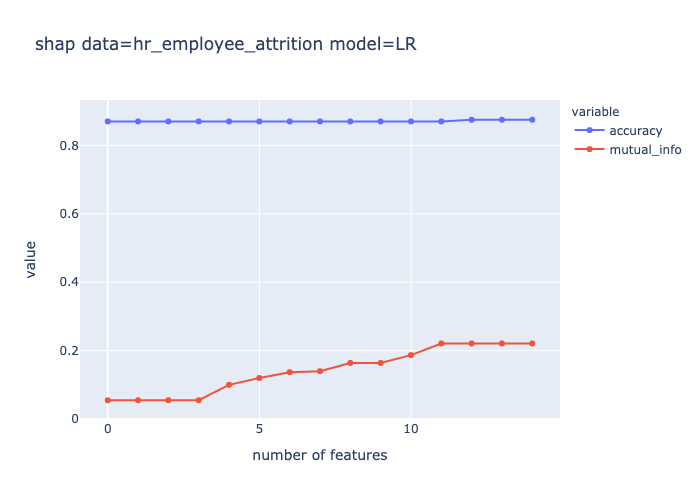 shap data=hr_employee_attrition model=LR
variable
accuracy
mutual_info
value
0.8
0.6
0.4
0.2
0
0
5
10
number of features